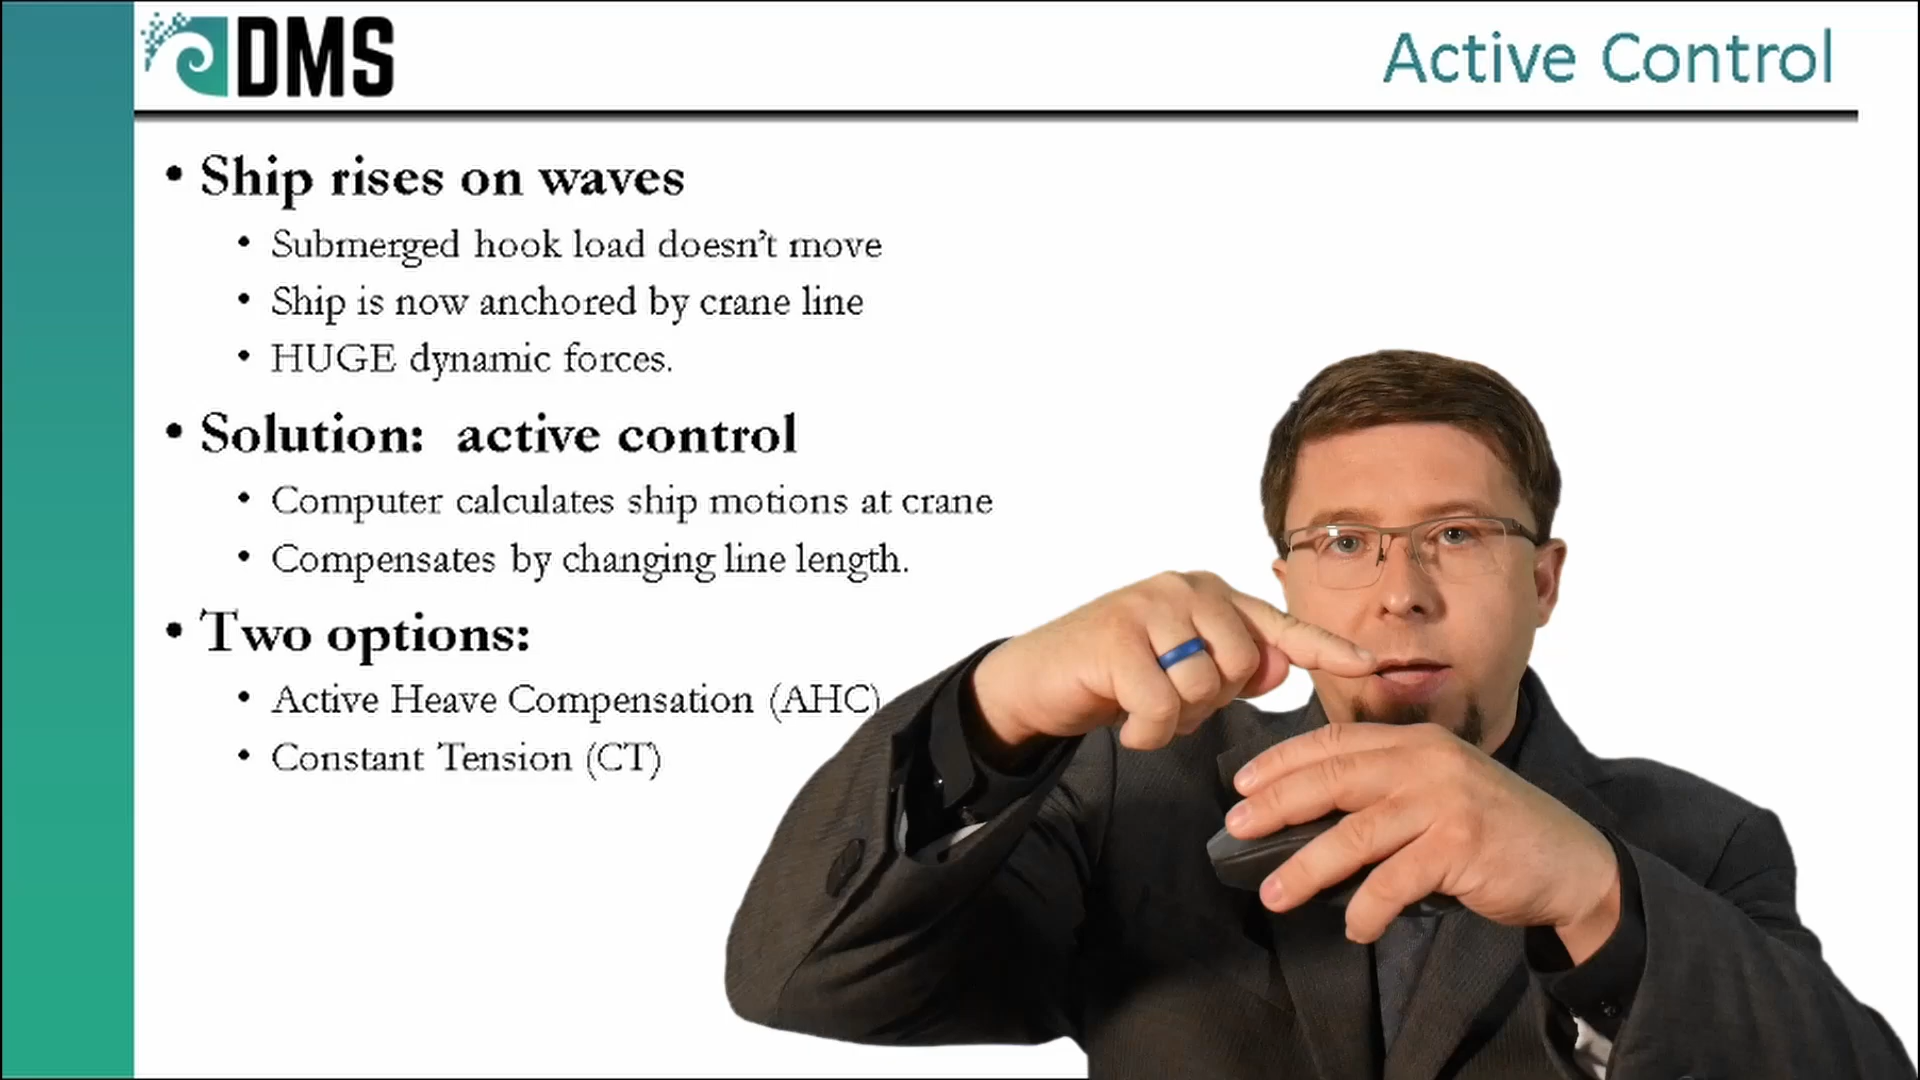 DMS
Active Control
• Ship rises on waves
• Submerged hook load doesn't move
• Ship is now anchored by crane line
• HUGE dynamic forces.
• Solution:  active control
• Computer calculates ship motions at crane
• Compensates by changing line length.
• Two options:
• Active Heave Compensation (AHC)
• Constant Tension (CT)